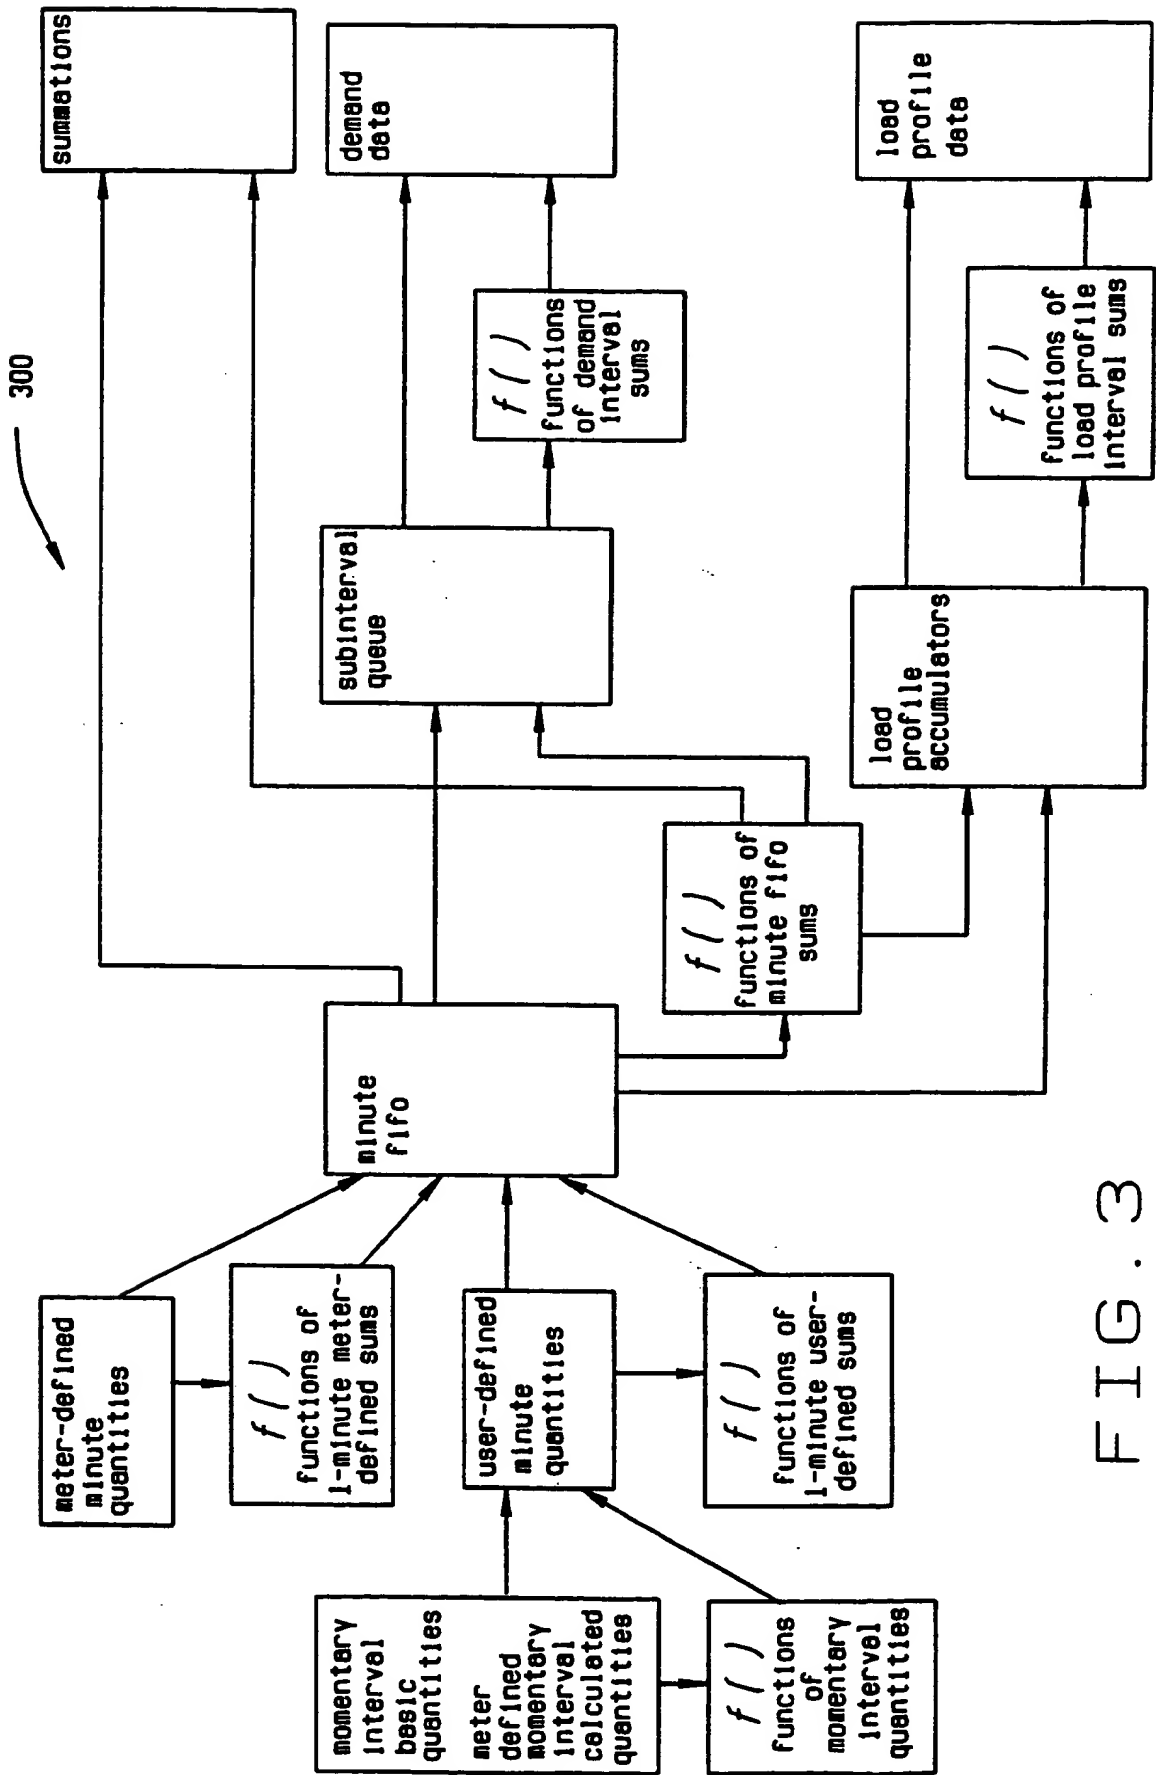 300
momentary
interval
basic
quantities
meter
defined
momentary
interval
calculated
quantities
f()
functions
of
momentary
interval
quantities
meter-defined
minute
quantities
f()
functions of
1-minute meter-
defined sums
user-defined
minute
quantities
f()
functions of
1-minute user-
defined sums
minute
fifo
f()
functions of
minute fifo
sums
summations
subinterval
queue
f()
functions
of demand
interval
sums
demand
data
load
profile
accumulators
f()
functions of
load profile
interval sums
load
profile
data
FIG. 3